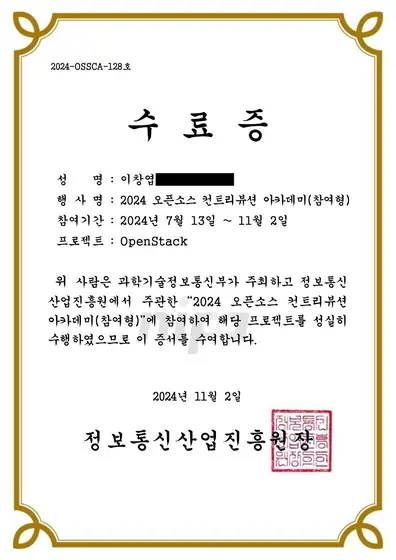 2024-OSSCA-128호
수 료 증
성 명 : 이창엽
행 사 명 : 2024 오픈소스 컨트리뷰션 아카데미(참여형)
참여기간 : 2024년 7월 13일 ~ 11월 2일
프로젝트 : OpenStack
위 사람은 과학기술정보통신부가 주최하고 정보통신
산업진흥원에서 주관한 "2024 오픈소스 컨트리뷰션
아카데미(참여형)"에 참여하여 해당 프로젝트를 성실히
수행하였으므로 이 증서를 수여합니다.
nipa
2024년 11월 2일
정보통신산업진흥원장